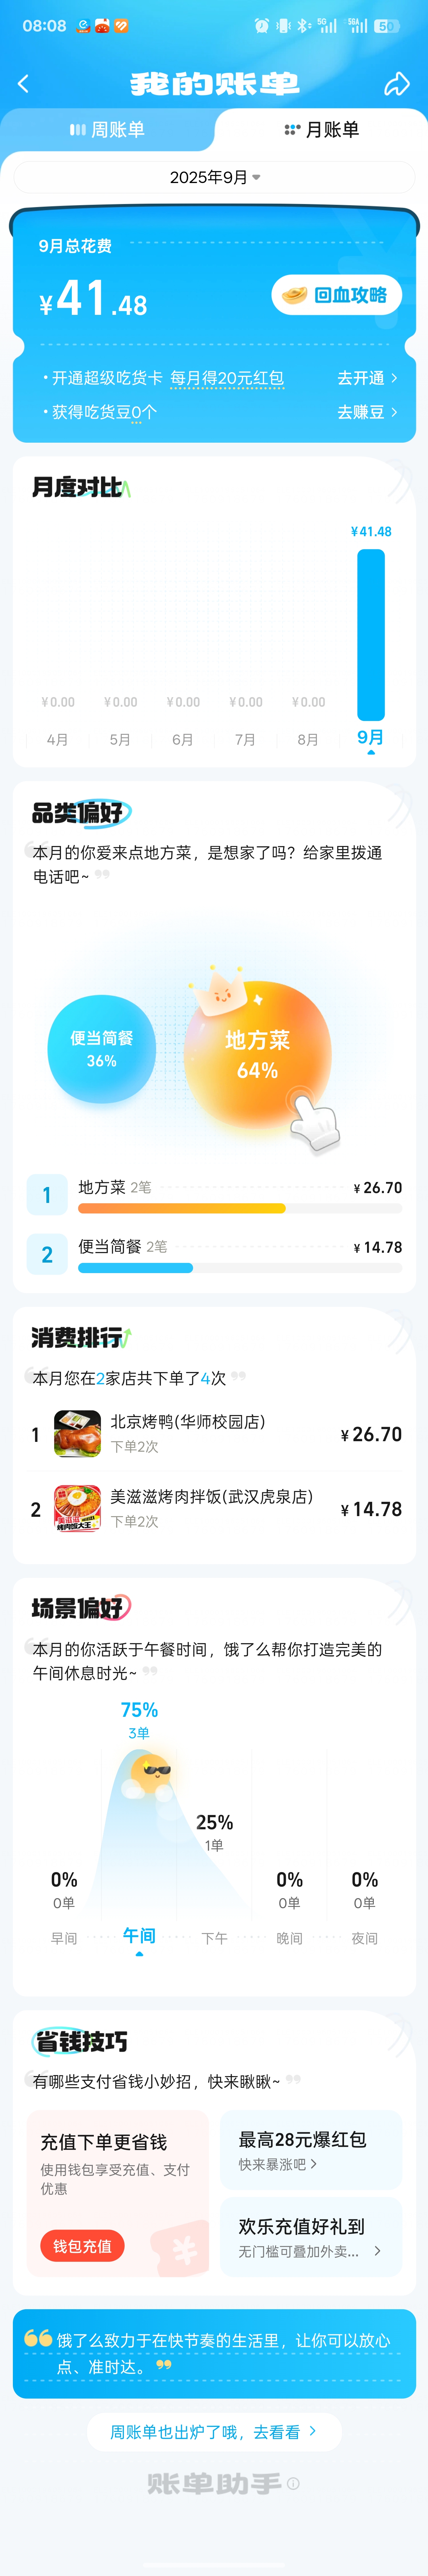 08:08
5G
5GA
50
我的账单
周账单
月账单
2025年9月
9月总花费
¥41.48
回血攻略
·开通超级吃货卡 每月得20元红包 去开通
·获得吃货豆0个 去赚豆
月度对比
¥41.48
¥0.00 ¥0.00 ¥0.00 ¥0.00 ¥0.00
4月 5月 6月 7月 8月 9月
品类偏好
本月的你爱来点地方菜，是想家了吗？给家里拨通
电话吧~
便当简餐
36%
地方菜
64%
1 地方菜 2笔 ¥26.70
2 便当简餐 2笔 ¥14.78
消费排行
本月您在2家店共下单了4次
1 北京烤鸭(华师校园店) ¥26.70
下单2次
2 美滋滋烤肉拌饭(武汉虎泉店) ¥14.78
下单2次
场景偏好
本月的你活跃于午餐时间，饿了么帮你打造完美的
午间休息时光~
75%
3单
25%
1单
0% 0% 0%
0单 0单 0单
早间 午间 下午 晚间 夜间
省钱技巧
有哪些支付省钱小妙招，快来瞅瞅~
充值下单更省钱
使用钱包享受充值、支付
优惠
钱包充值
最高28元爆红包
快来暴涨吧
欢乐充值好礼到
无门槛可叠加外卖...
饿了么致力于在快节奏的生活里，让你可以放心
点、准时达。
周账单也出炉了哦，去看看
账单助手